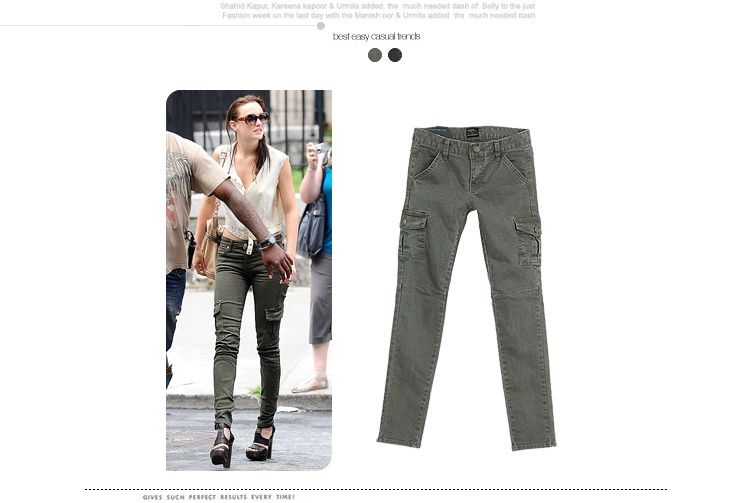 Shahid Kapur, Kareena kapoor & Urmila added the much needed dash of Bolly to the just
Fashion week on the last day with the Manish oor & Urmila added the much needed dash
best easy casual trends
GIVES SUCH PERFECT RESULTS EVERY TIME!